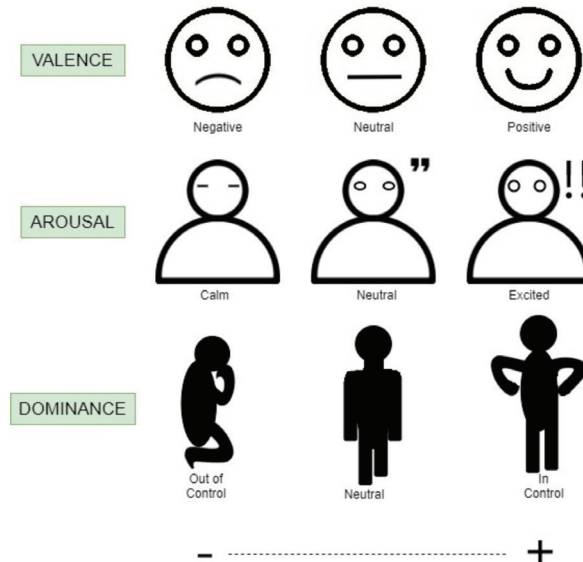 VALENCE
Negative Neutral Positive
”
!!
AROUSAL
Calm Neutral Excited
DOMINANCE
Out of
Control
Neutral
In
Control
- +